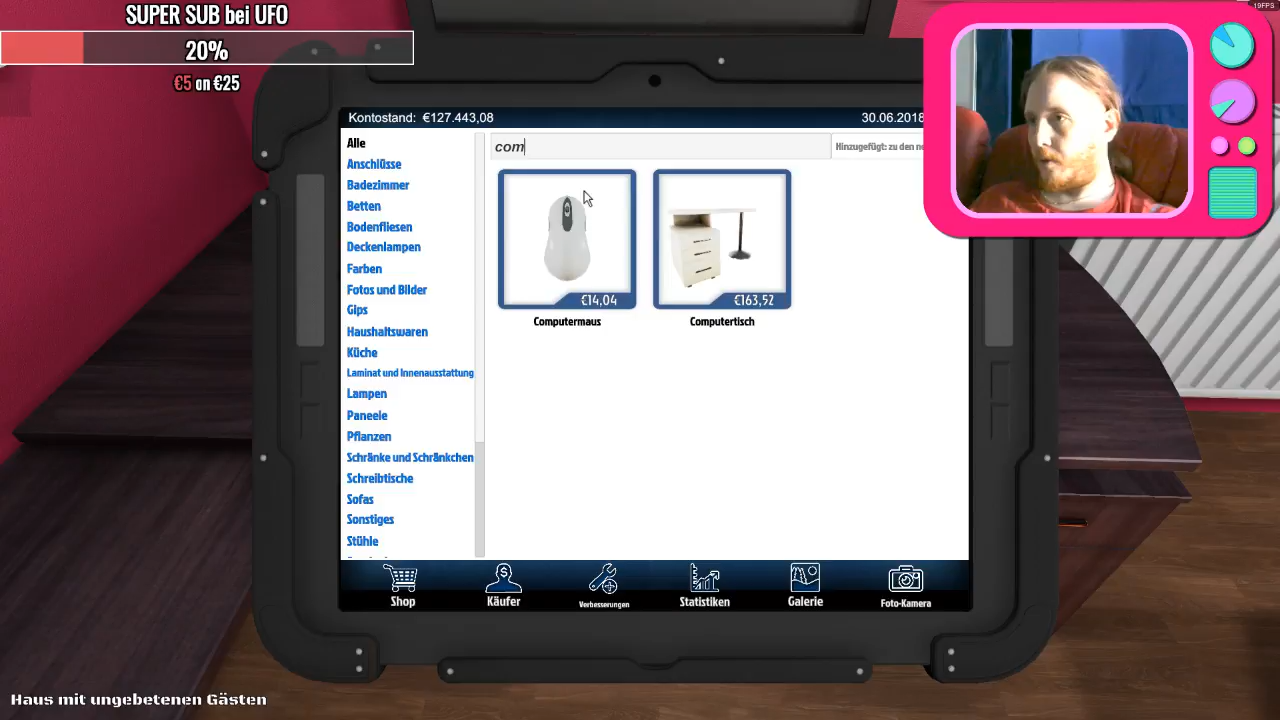 SUPER SUB bei UFO
20%
€5 on €25
19FPS
Kontostand: €127.443,08
30.06.2018
com
Hinzugefügt: zu den
Alle
Anschlüsse
Badezimmer
Betten
Bodenfliesen
Deckenlampen
Farben
Fotos und Bilder
Gips
Haushaltswaren
Küche
Laminat und Innenausstattung
Lampen
Paneele
Pflanzen
Schränke und Schränkchen
Schreibtische
Sofas
Sonstiges
Stühle
€14,04
Computermaus
€163,52
Computertisch
Shop
Käufer
Verbesserungen
Statistiken
Galerie
Foto-Kamera
Haus mit ungebetenen Gästen